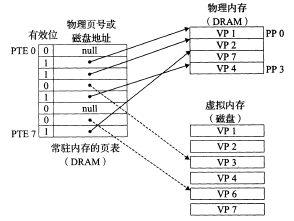 物理页号或
磁盘地址
有效位
PTE 0
0
null
1
1
0
1
0
null
0
PTE 7
1
常驻内存的页表
（DRAM）
物理内存
（DRAM）
VP 1
PP 0
VP 2
VP 7
VP 4
PP 3
虚拟内存
（磁盘）
VP 1
VP 2
VP 3
VP 4
VP 6
VP 7